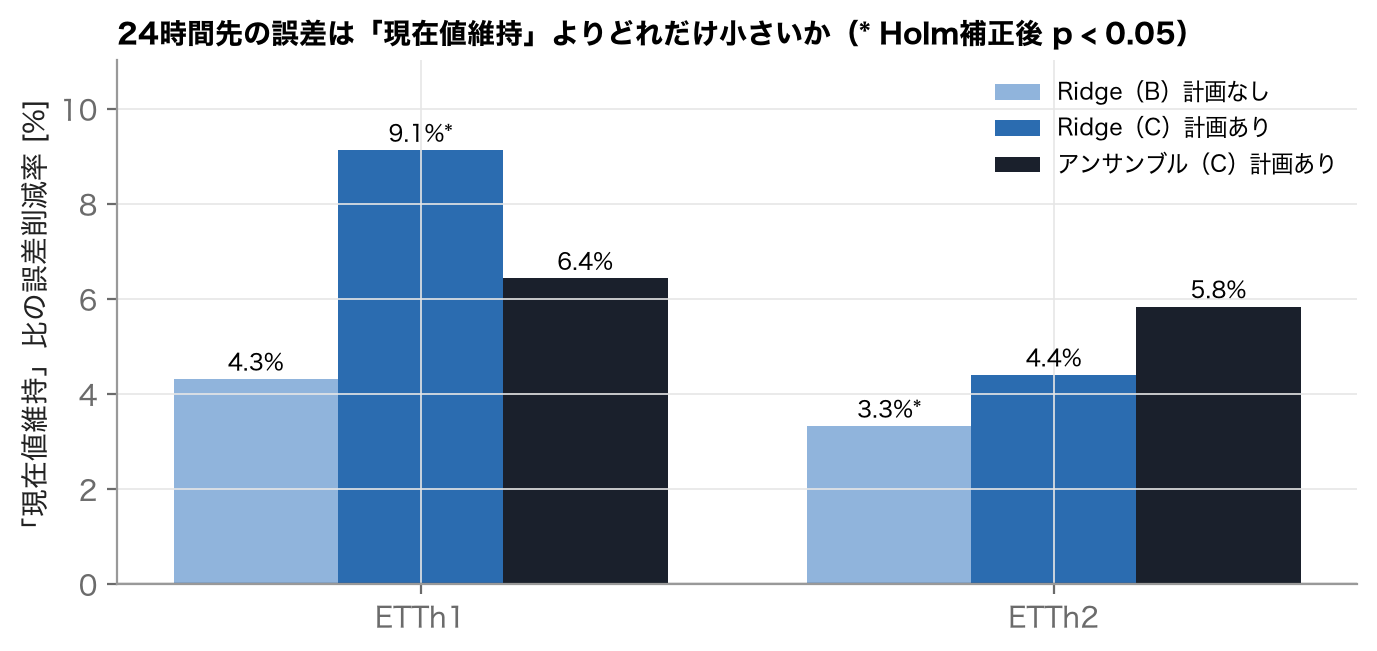 24時間先の誤差は「現在値維持」よりどれだけ小さいか（* Holm補正後 p < 0.05）
「現在値維持」比の誤差削減率 [%]
10
8
6
4
2
0
Ridge（B）計画なし
Ridge（C）計画あり
アンサンブル（C）計画あり
4.3%
9.1%*
6.4%
3.3%*
4.4%
5.8%
ETTh1
ETTh2